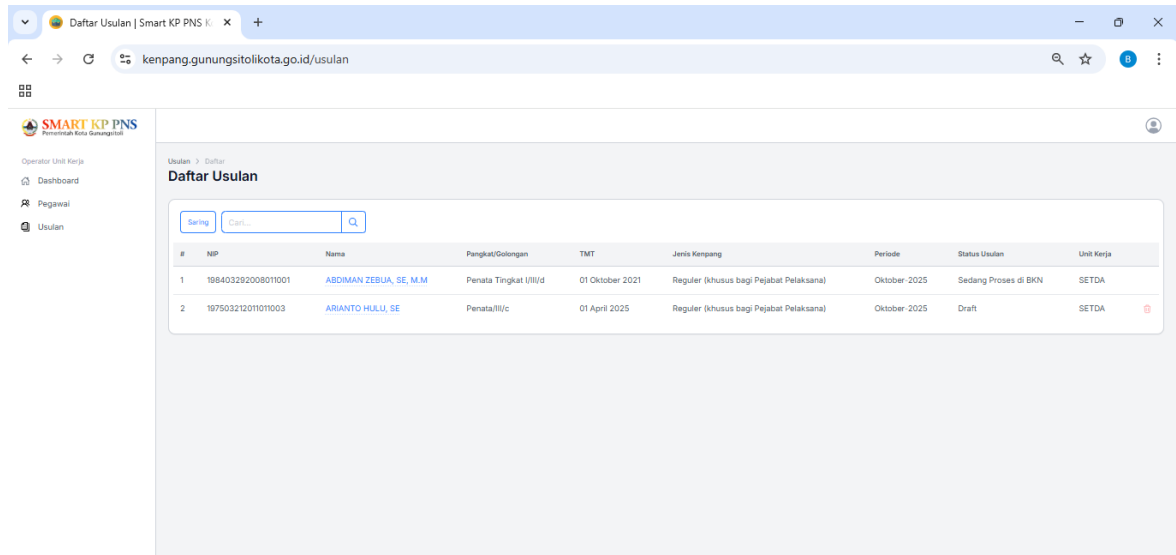 Daftar Usulan | Smart KP PNS K
kenpang.gunungsitolikota.go.id/usulan
B
SMART KP PNS
Pemerintah Kota Gunungsitoli
Operator Unit Kerja
Dashboard
Pegawai
Usulan
Usulan > Daftar
Daftar Usulan
Saring Cari...
# NIP Nama Pangkat/Golongan TMT Jenis Kenpang Periode Status Usulan Unit Kerja
1 198403292008011001 ABDIMAN ZEBUA, SE, M.M Penata Tingkat I/III/d 01 Oktober 2021 Reguler (khusus bagi Pejabat Pelaksana) Oktober-2025 Sedang Proses di BKN SETDA
2 197503212011011003 ARIANTO HULU, SE Penata/III/c 01 April 2025 Reguler (khusus bagi Pejabat Pelaksana) Oktober-2025 Draft SETDA